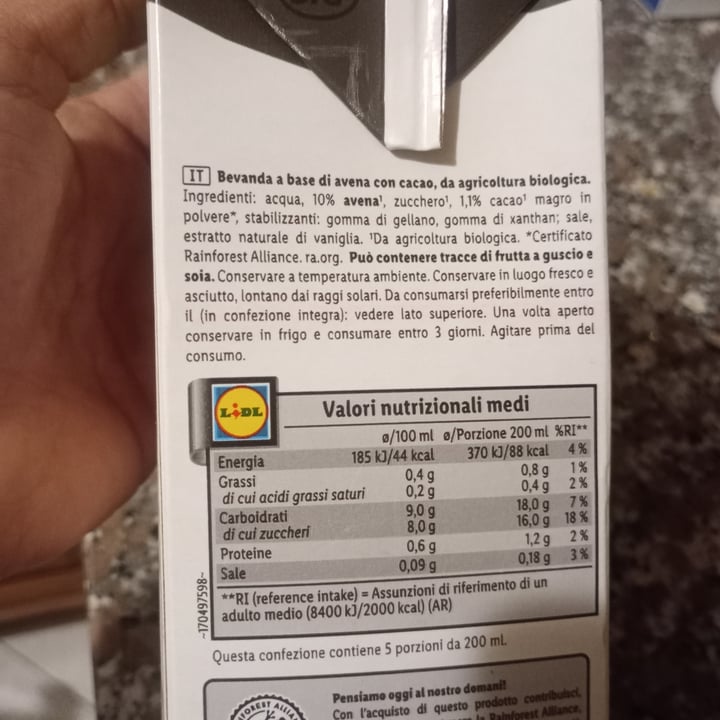 IT Bevanda a base di avena con cacao, da agricoltura biologica.
Ingredienti: acqua, 10% avena¹, zucchero¹, 1,1% cacao¹ magro in
polvere*, stabilizzanti: gomma di gellano, gomma di xanthan; sale,
estratto naturale di vaniglia. ¹Da agricoltura biologica. *Certificato
Rainforest Alliance. ra.org. Può contenere tracce di frutta a guscio e
soia. Conservare a temperatura ambiente. Conservare in luogo fresco e
asciutto, lontano dai raggi solari. Da consumarsi preferibilmente entro
il (in confezione integra): vedere lato superiore. Una volta aperto
conservare in frigo e consumare entro 3 giorni. Agitare prima del
consumo.
LIDL
Valori nutrizionali medi
ø/100 ml ø/Porzione 200 ml %RI**
Energia 185 kJ/44 kcal 370 kJ/88 kcal 4 %
Grassi 0,4 g 0,8 g 1 %
di cui acidi grassi saturi 0,2 g 0,4 g 2 %
Carboidrati 9,0 g 18,0 g 7 %
di cui zuccheri 8,0 g 16,0 g 18 %
Proteine 0,6 g 1,2 g 2 %
Sale 0,09 g 0,18 g 3 %
**RI (reference intake) = Assunzioni di riferimento di un
adulto medio (8400 kJ/2000 kcal) (AR)
~170497598~
Questa confezione contiene 5 porzioni da 200 ml.
Pensiamo oggi al nostro domani!
Con l'acquisto di questo prodotto contribuisci,
Rainforest Alliance,